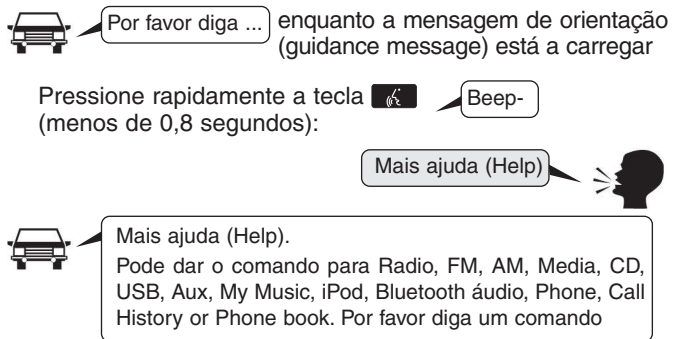 Por favor diga ... enquanto a mensagem de orientação
(guidance message) está a carregar
Pressione rapidamente a tecla Beep-
(menos de 0,8 segundos):
Mais ajuda (Help)
Mais ajuda (Help).
Pode dar o comando para Radio, FM, AM, Media, CD,
USB, Aux, My Music, iPod, Bluetooth áudio, Phone, Call
History or Phone book. Por favor diga um comando